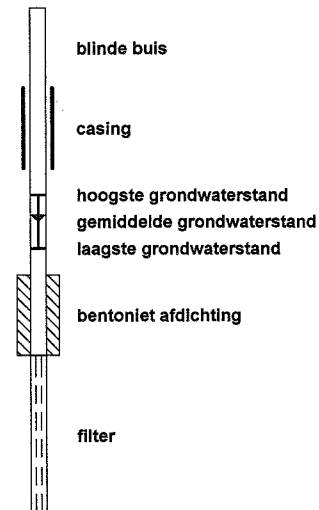 blinde buis
casing
hoogste grondwaterstand
gemiddelde grondwaterstand
laagste grondwaterstand
bentoniet afdichting
filter